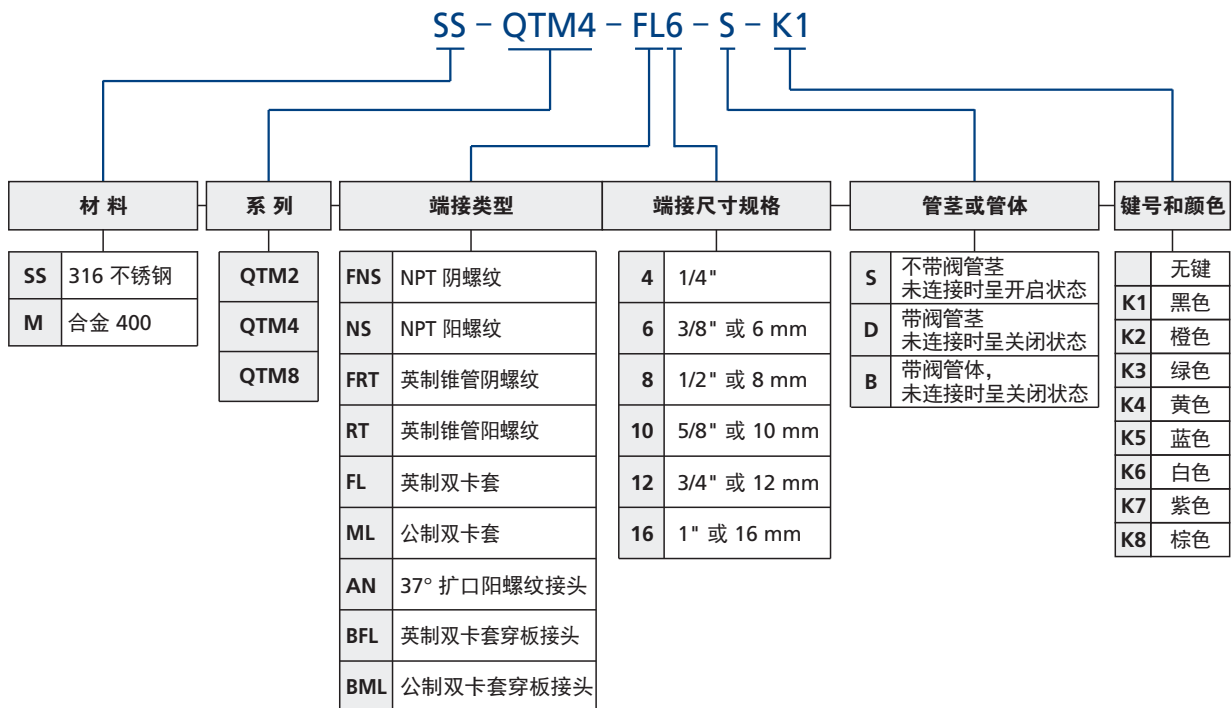 SS – QTM4 – FL6 – S – K1
材 料
SS 316 不锈钢
M 合金 400
系 列
QTM2
QTM4
QTM8
端接类型
FNS NPT 阴螺纹
NS NPT 阳螺纹
FRT 英制锥管阴螺纹
RT 英制锥管阳螺纹
FL 英制双卡套
ML 公制双卡套
AN 37° 扩口阳螺纹接头
BFL 英制双卡套穿板接头
BML 公制双卡套穿板接头
端接尺寸规格
4 1/4"
6 3/8" 或 6 mm
8 1/2" 或 8 mm
10 5/8" 或 10 mm
12 3/4" 或 12 mm
16 1" 或 16 mm
管茎或管体
S 不带阀管茎
未连接时呈开启状态
D 带阀管茎
未连接时呈关闭状态
B 带阀管体，
未连接时呈关闭状态
键号和颜色
无键
K1 黑色
K2 橙色
K3 绿色
K4 黄色
K5 蓝色
K6 白色
K7 紫色
K8 棕色